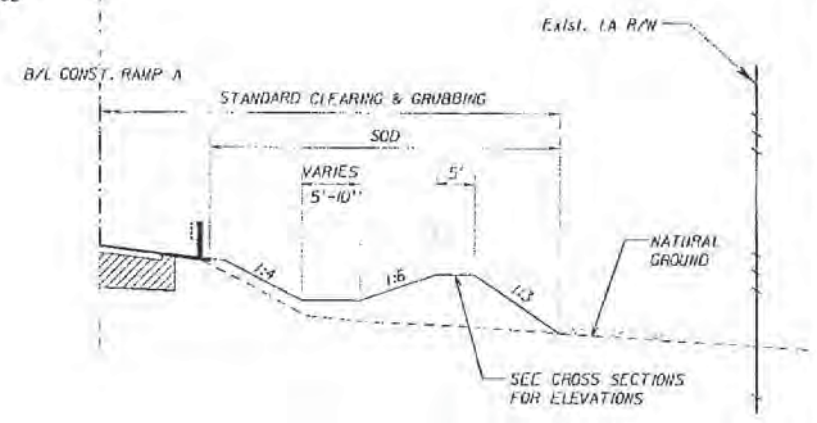 Exist. LA R/W
B/L CONST. RAMP A
STANDARD CLEARING & GRUBBING
SOD
VARIES
5'-10'
5'
NATURAL
GROUND
1:4
1:6
1:3
SEE CROSS SECTIONS
FOR ELEVATIONS